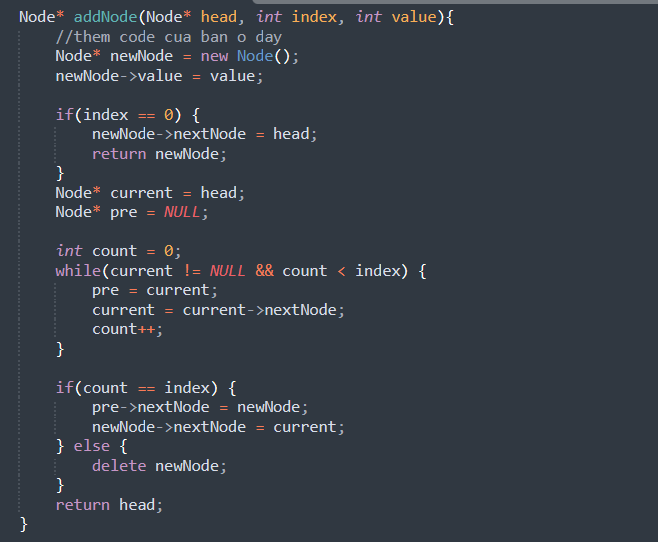 Node* addNode(Node* head, int index, int value){
    //them code cua ban o day
    Node* newNode = new Node();
    newNode->value = value;

    if(index == 0) {
        newNode->nextNode = head;
        return newNode;
    }
    Node* current = head;
    Node* pre = NULL;

    int count = 0;
    while(current != NULL && count < index) {
        pre = current;
        current = current->nextNode;
        count++;
    }

    if(count == index) {
        pre->nextNode = newNode;
        newNode->nextNode = current;
    } else {
        delete newNode;
    }
    return head;
}